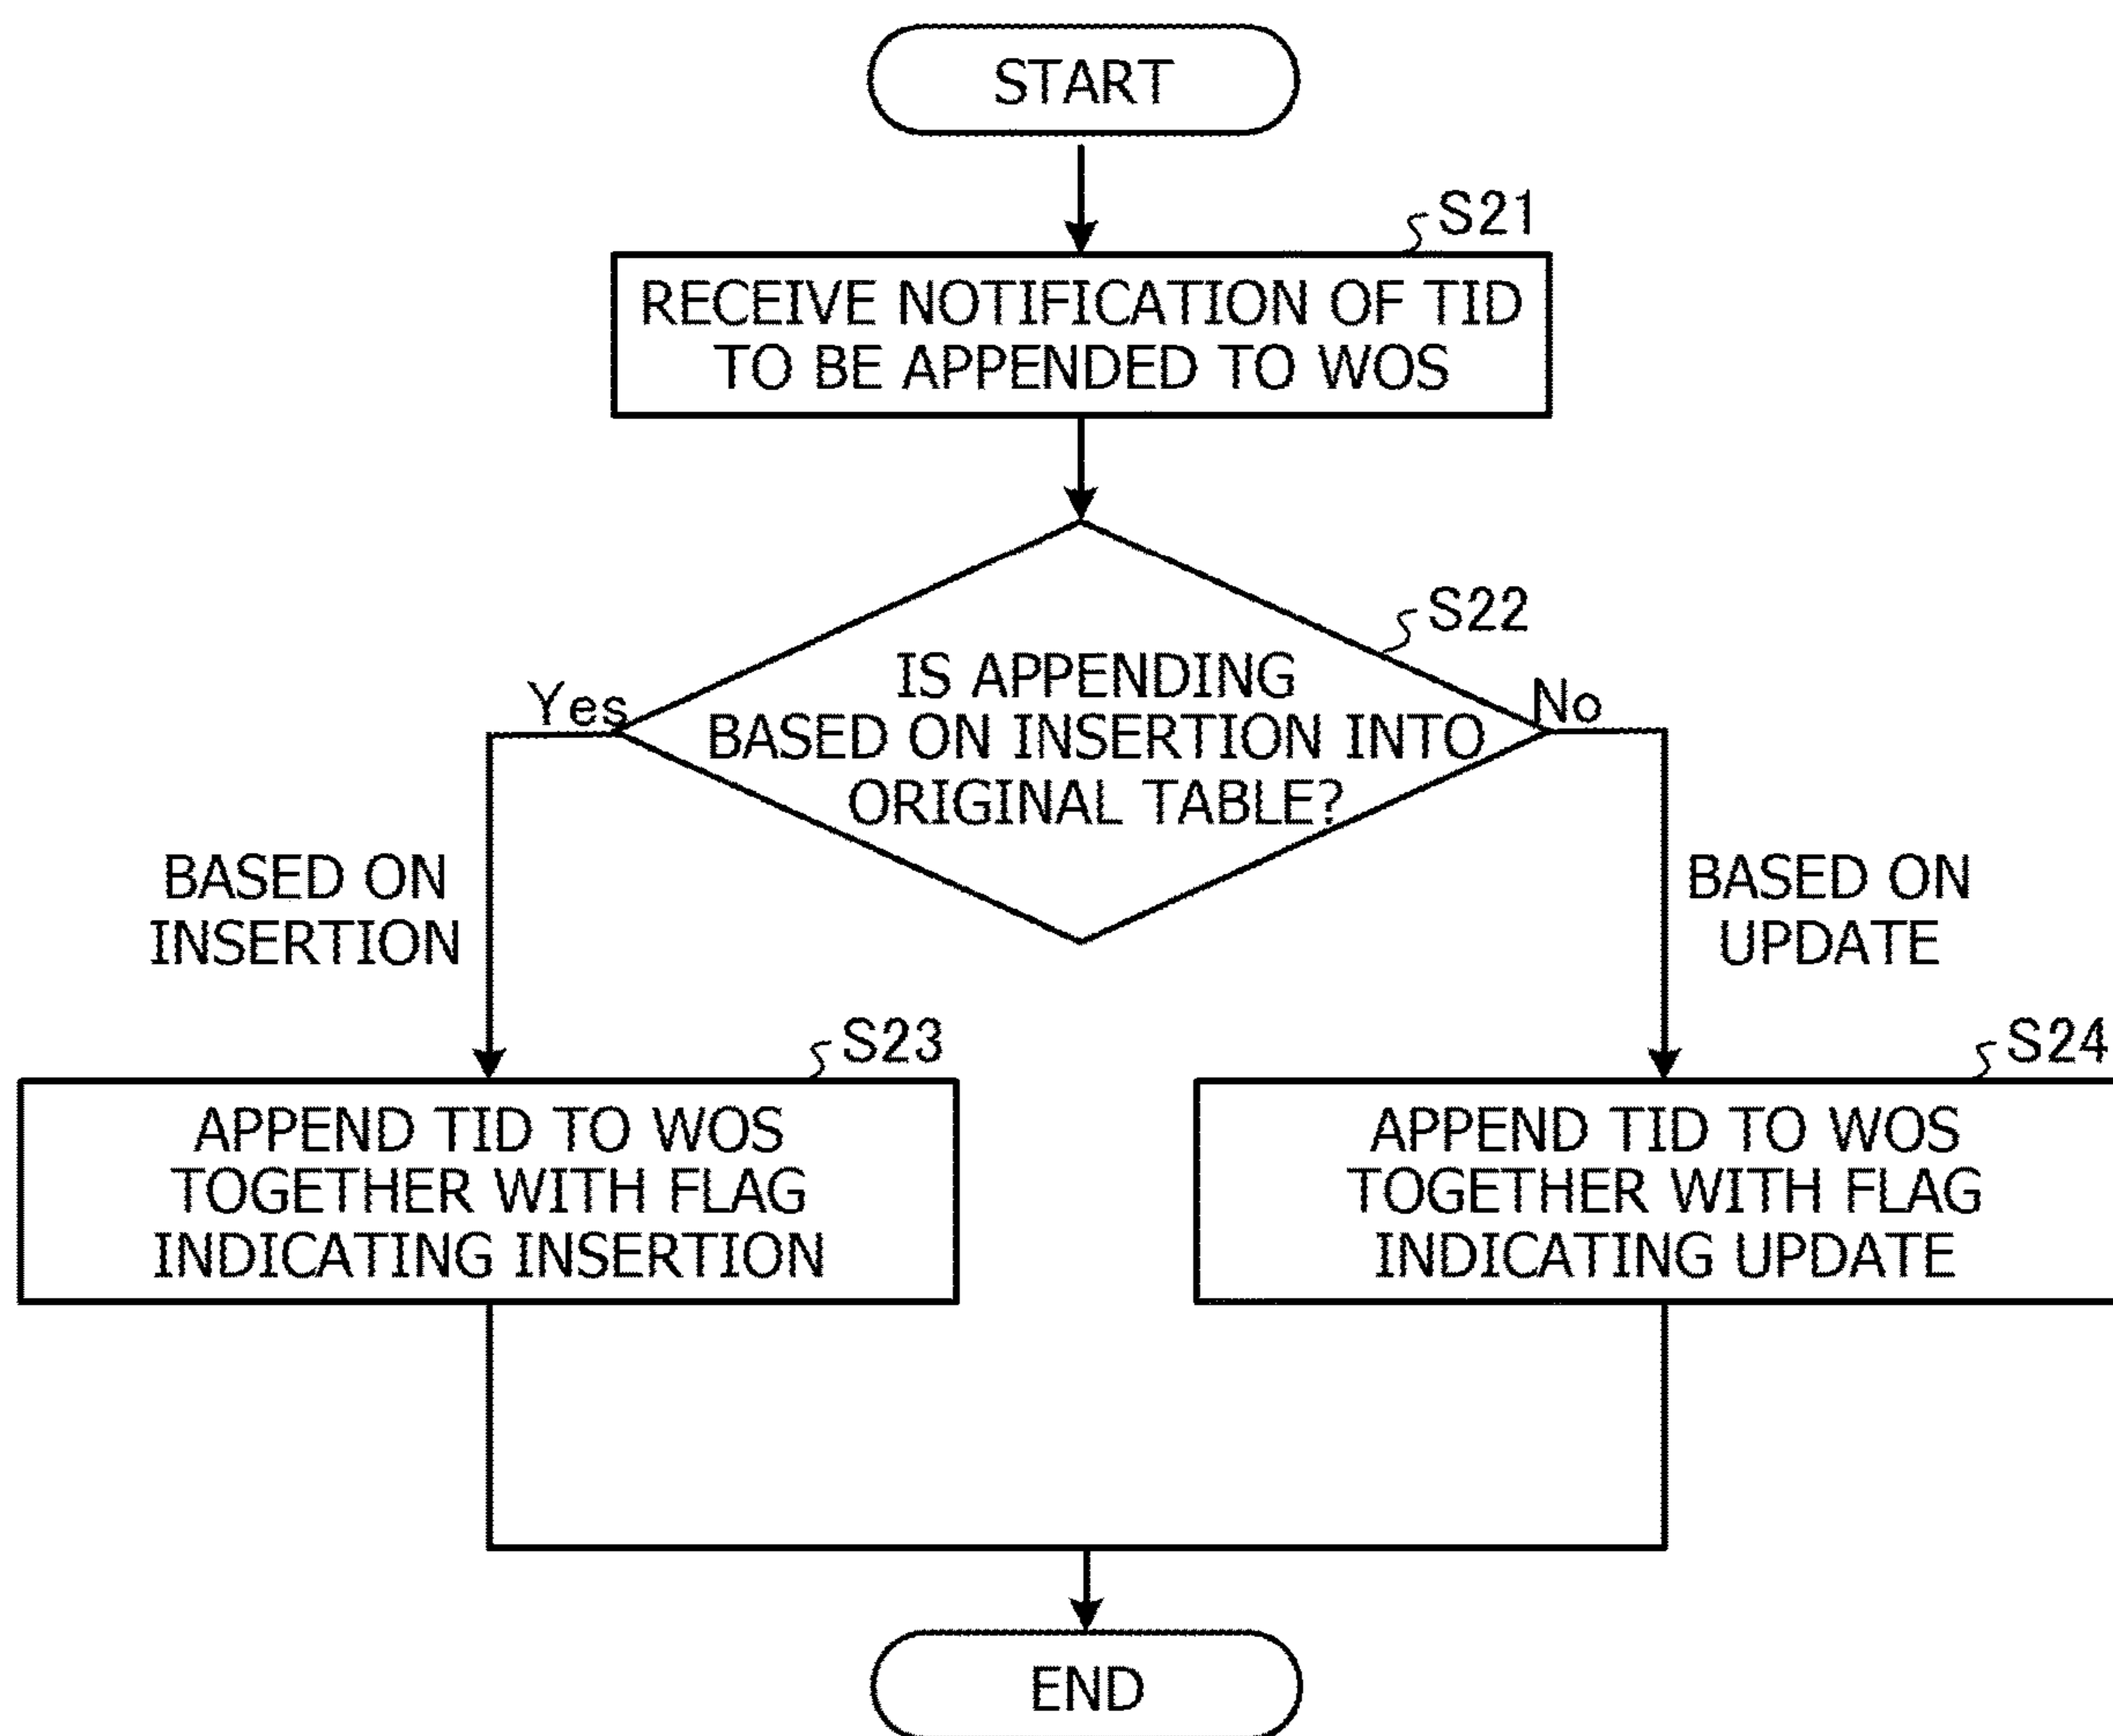 START
S21
RECEIVE NOTIFICATION OF TID
TO BE APPENDED TO WOS
S22
IS APPENDING
BASED ON INSERTION INTO
ORIGINAL TABLE?
Yes
No
BASED ON
INSERTION
BASED ON
UPDATE
S23
APPEND TID TO WOS
TOGETHER WITH FLAG
INDICATING INSERTION
S24
APPEND TID TO WOS
TOGETHER WITH FLAG
INDICATING UPDATE
END